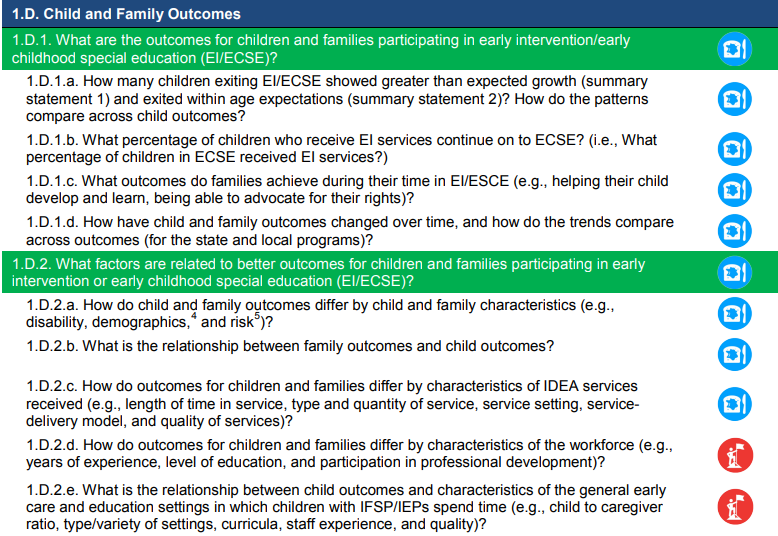 1.D. Child and Family Outcomes
1.D.1. What are the outcomes for children and families participating in early intervention/early
childhood special education (EI/ECSE)?
1.D.1.a. How many children exiting EI/ECSE showed greater than expected growth (summary
statement 1) and exited within age expectations (summary statement 2)? How do the patterns
compare across child outcomes?
1.D.1.b. What percentage of children who receive EI services continue on to ECSE? (i.e., What
percentage of children in ECSE received EI services?)
1.D.1.c. What outcomes do families achieve during their time in EI/ESCE (e.g., helping their child
develop and learn, being able to advocate for their rights)?
1.D.1.d. How have child and family outcomes changed over time, and how do the trends compare
across outcomes (for the state and local programs)?
1.D.2. What factors are related to better outcomes for children and families participating in early
intervention or early childhood special education (EI/ECSE)?
1.D.2.a. How do child and family outcomes differ by child and family characteristics (e.g.,
disability, demographics,4 and risk5)?
1.D.2.b. What is the relationship between family outcomes and child outcomes?
1.D.2.c. How do outcomes for children and families differ by characteristics of IDEA services
received (e.g., length of time in service, type and quantity of service, service setting, service-
delivery model, and quality of services)?
1.D.2.d. How do outcomes for children and families differ by characteristics of the workforce (e.g.,
years of experience, level of education, and participation in professional development)?
1.D.2.e. What is the relationship between child outcomes and characteristics of the general early
care and education settings in which children with IFSP/IEPs spend time (e.g., child to caregiver
ratio, type/variety of settings, curricula, staff experience, and quality)?